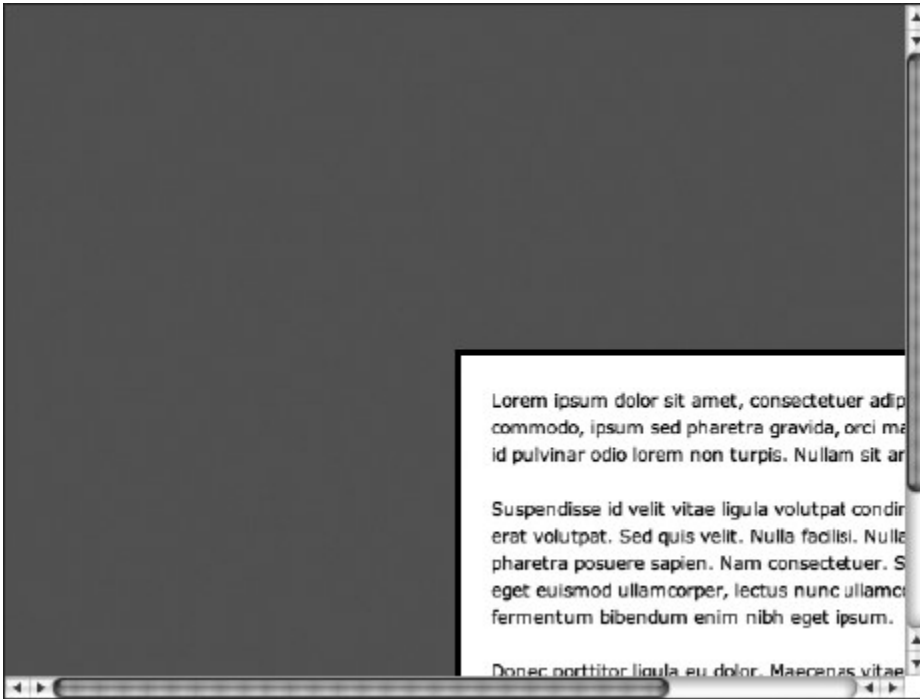 Lorem ipsum dolor sit amet, consectetuer adip
commodo, ipsum sed pharetra gravida, orci ma
id pulvinar odio lorem non turpis. Nullam sit
Suspendisse id velit vitae ligula volutpat condin
erat volutpat. Sed quis velit. Nulla facilisi. Nulla
pharetra posuere sapien. Nam consectetuer. S
eget euismod ullamcorper, lectus nunc ullamc
fermentum bibendum enim nibh eget ipsum.
Donec porttitor ligula eu dolor. Maecenas vitae